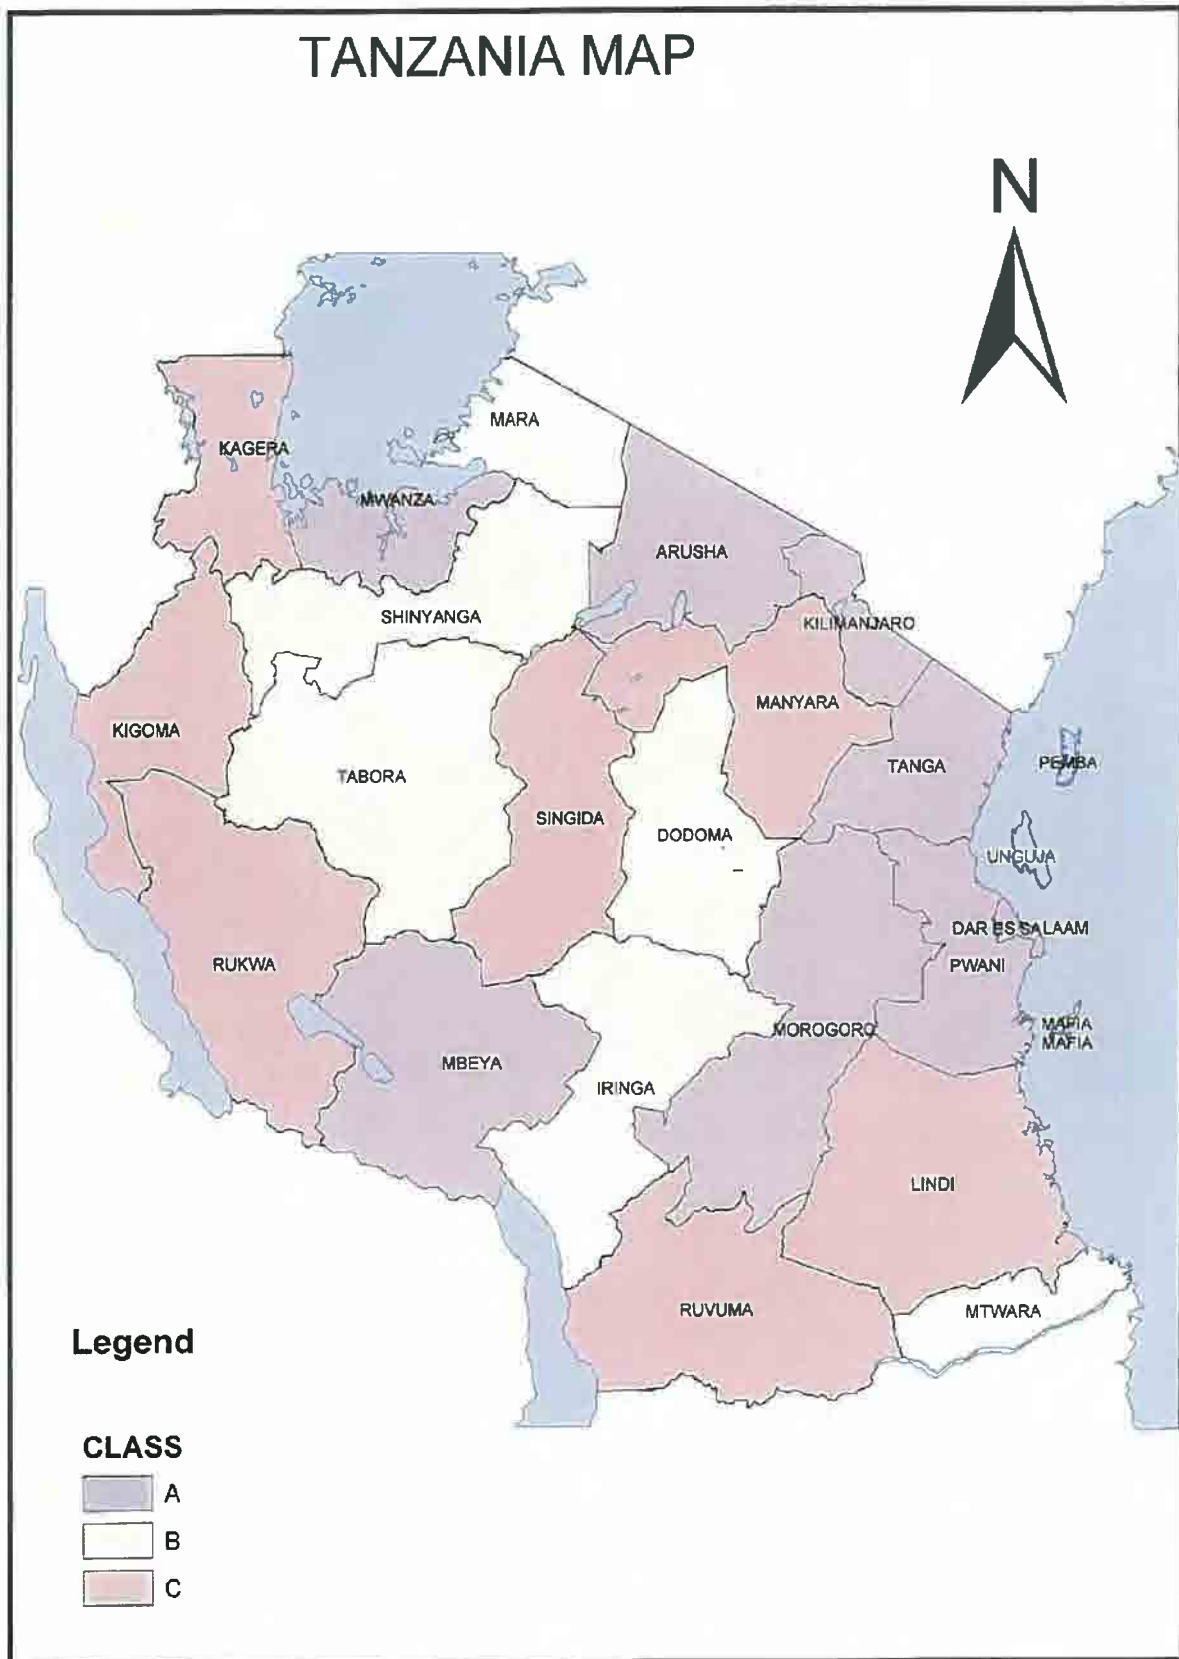 TANZANIA MAP
N
MARA
KAGERA
MWANZA
ARUSHA
SHINYANGA
KILIMANJARO
MANYARA
KIGOMA
TANGA
PEMBA
TABORA
SINGIDA
DODOMA
UNGUJA
DAR ES SALAAM
RUKWA
PWANI
MAFIA
MAFIA
MOROGORO
MBEYA
IRINGA
LINDI
RUVUMA
MTWARA
Legend
CLASS
A
B
C